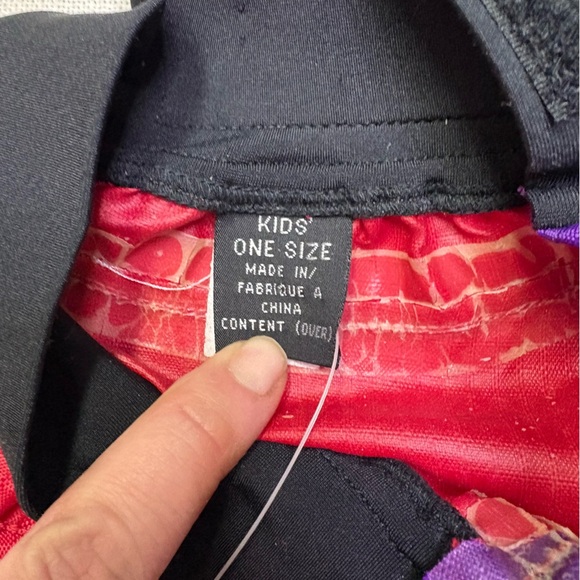 KIDS'
ONE SIZE
MADE IN/
FABRIQUE A
CHINA
CONTENT (OVER)